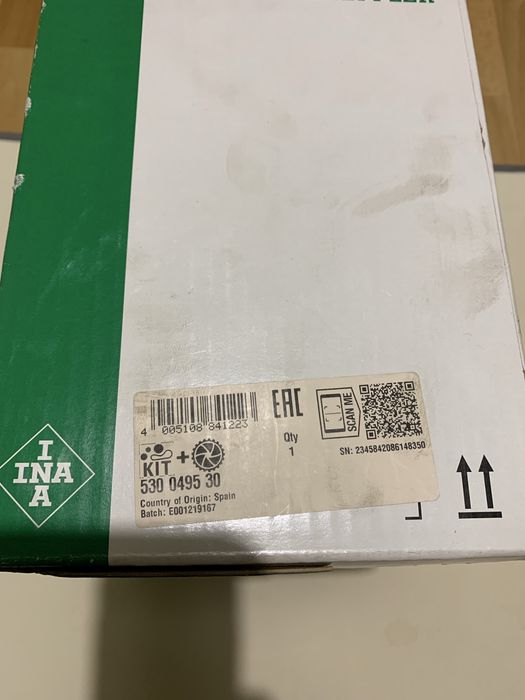 EAC
SCAN ME
4 005108 841223
Qty
1
SN: 234584208614835O
KIT +
530 0495 30
Country of Origin: Spain
Batch: E001219167
I
INA
A